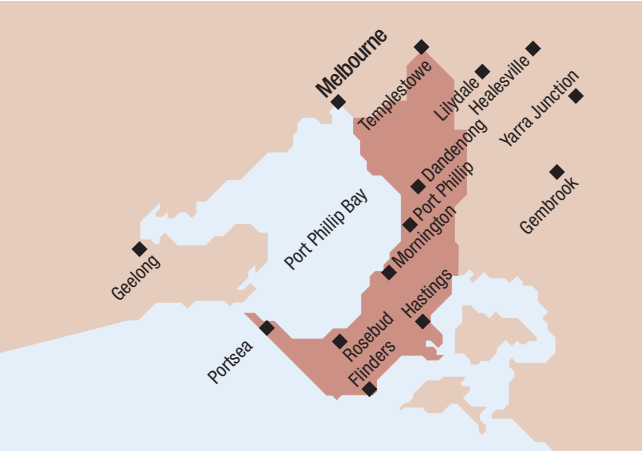 Melbourne
Templestowe
Lilydale
Healesville
Yarra Junction
Dandenong
Port Phillip
Gembrook
Port Phillip Bay
Mornington
Geelong
Hastings
Portsea
Rosebud
Flinders